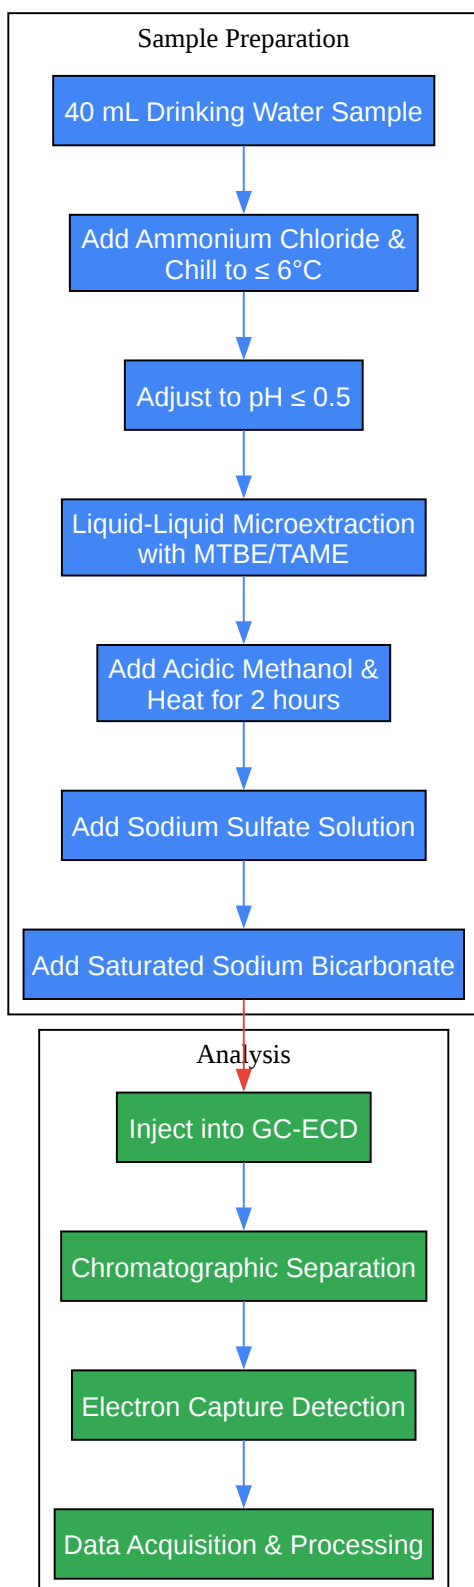 Sample Preparation
40 mL Drinking Water Sample
Add Ammonium Chloride &
Chill to ≤ 6°C
Adjust to pH ≤ 0.5
Liquid-Liquid Microextraction
with MTBE/TAME
Add Acidic Methanol &
Heat for 2 hours
Add Sodium Sulfate Solution
Add Saturated Sodium Bicarbonate
Analysis
Inject into GC-ECD
Chromatographic Separation
Electron Capture Detection
Data Acquisition & Processing